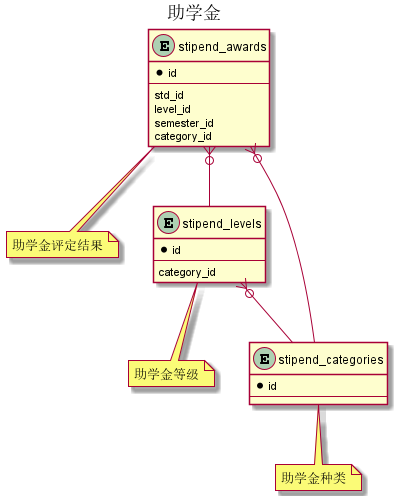 助学金
E stipend_awards
id
std_id
level_id
semester_id
category_id
助学金评定结果
E stipend_levels
id
category_id
助学金等级
E stipend_categories
id
助学金种类